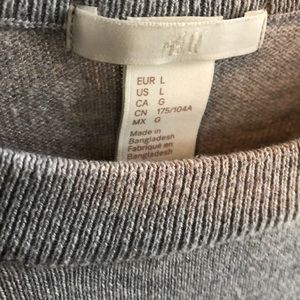 EUR L
US L
CA G
CN 175/104A
MX G
Made in
Bangladesh
Fabriqué en
Bangladesh